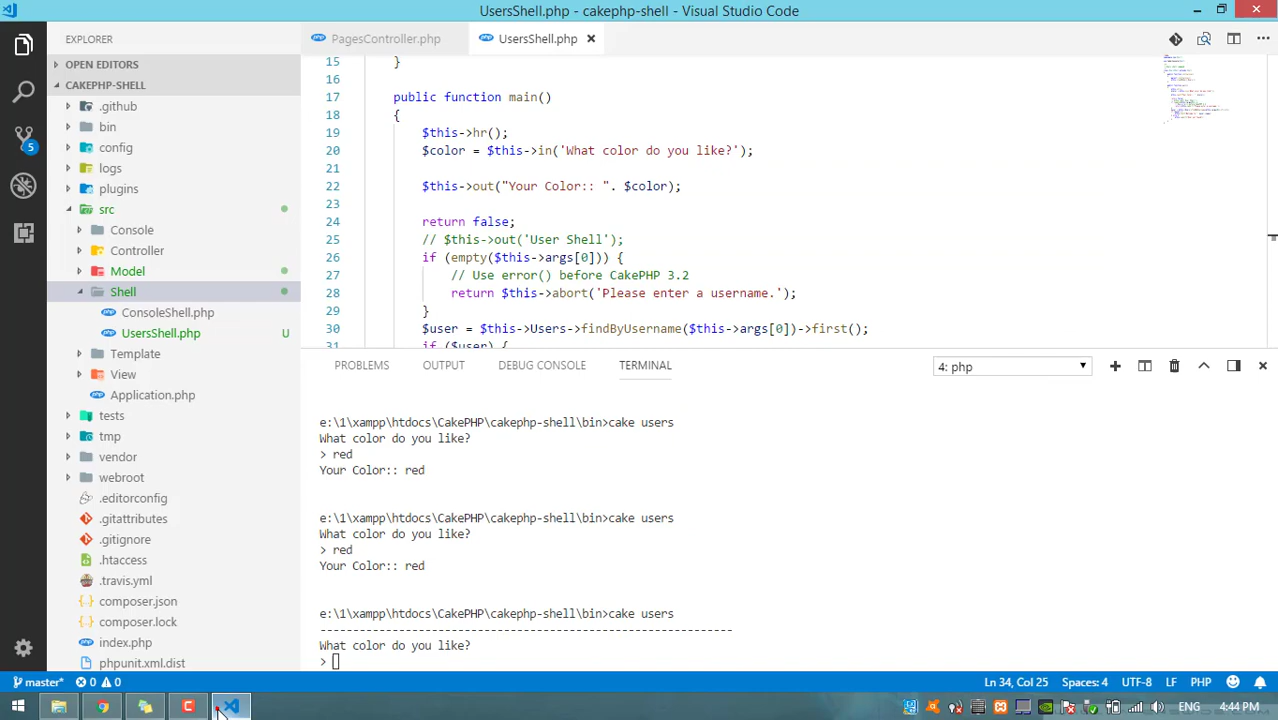 UsersShell.php - cakephp-shell - Visual Studio Code
EXPLORER
OPEN EDITORS
CAKEPHP-SHELL
.github
bin
config
logs
plugins
src
Console
Controller
Model
Shell
ConsoleShell.php
UsersShell.php U
Template
View
Application.php
tests
tmp
vendor
webroot
.editorconfig
.gitattributes
.gitignore
.htaccess
.travis.yml
composer.json
composer.lock
index.php
phpunit.xml.dist
5
PagesController.php
UsersShell.php
15 }
16
17 public function main()
18 {
19 $this->hr();
20 $color = $this->in('What color do you like?');
21
22 $this->out("Your Color:: ". $color);
23
24 return false;
25 // $this->out('User Shell');
26 if (empty($this->args[0])) {
27 // Use error() before CakePHP 3.2
28 return $this->abort('Please enter a username.');
29 }
30 $user = $this->Users->findByUsername($this->args[0])->first();
31 if ($user) {
PROBLEMS OUTPUT DEBUG CONSOLE TERMINAL 4: php
e:\1\xampp\htdocs\CakePHP\cakephp-shell\bin>cake users
What color do you like?
> red
Your Color:: red
e:\1\xampp\htdocs\CakePHP\cakephp-shell\bin>cake users
What color do you like?
> red
Your Color:: red
e:\1\xampp\htdocs\CakePHP\cakephp-shell\bin>cake users
---------------------------------------------------------------
What color do you like?
>
master* 0 0 Ln 34, Col 25 Spaces: 4 UTF-8 LF PHP
4:44 PM